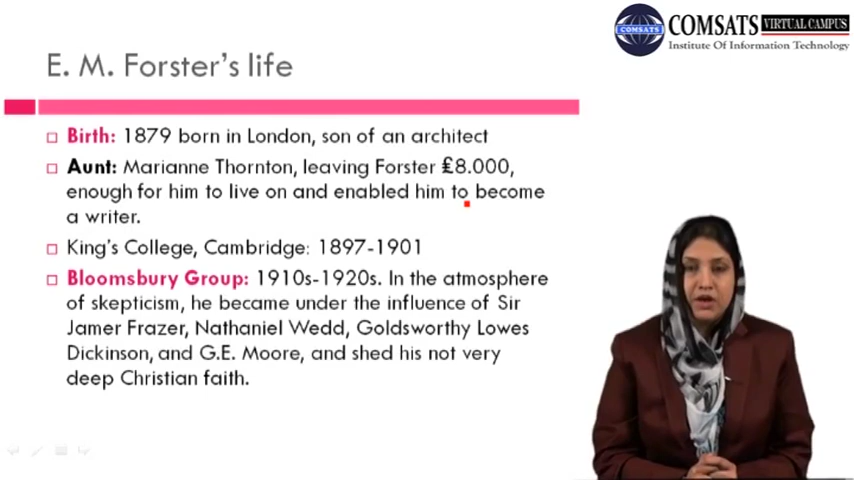 COMSATS VIRTUAL CAMPUS
COMSATS
Institute Of Information Technology
E. M. Forster's life
Birth: 1879 born in London, son of an architect
Aunt: Marianne Thornton, leaving Forster ₤8.000,
enough for him to live on and enabled him to become
a writer.
King's College, Cambridge: 1897-1901
Bloomsbury Group: 1910s-1920s. In the atmosphere
of skepticism, he became under the influence of Sir
Jamer Frazer, Nathaniel Wedd, Goldsworthy Lowes
Dickinson, and G.E. Moore, and shed his not very
deep Christian faith.